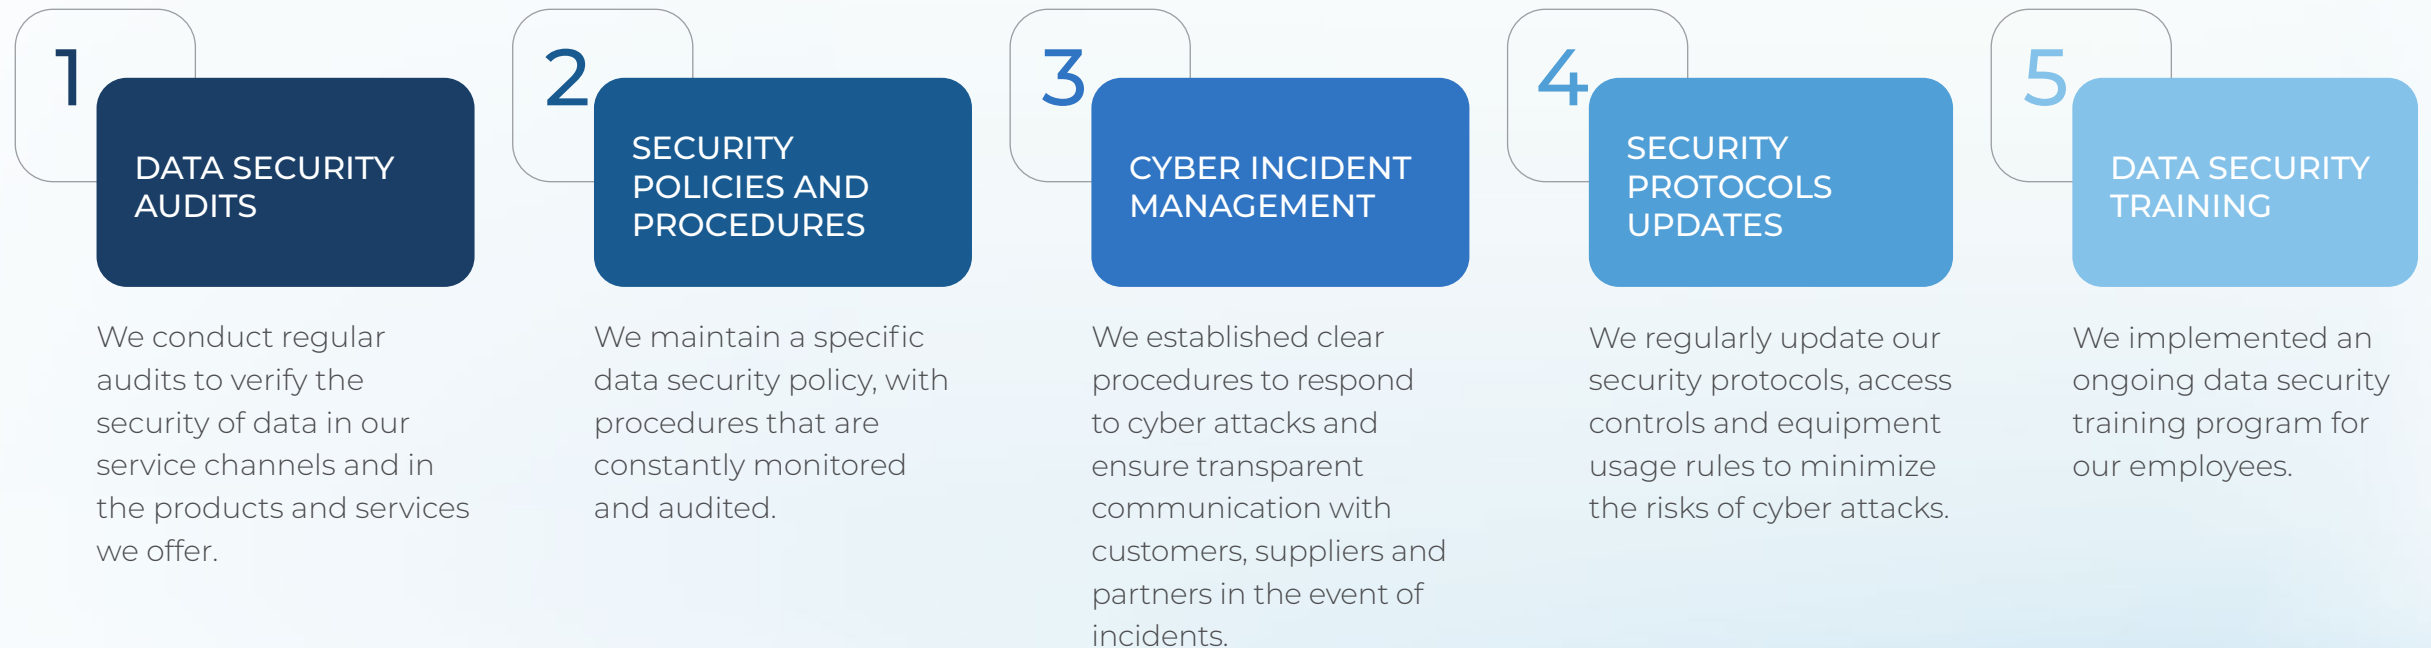 1
DATA SECURITY
AUDITS
We conduct regular
audits to verify the
security of data in our
service channels and in
the products and services
we offer.
2
SECURITY
POLICIES AND
PROCEDURES
We maintain a specific
data security policy, with
procedures that are
constantly monitored
and audited.
3
CYBER INCIDENT
MANAGEMENT
We established clear
procedures to respond
to cyber attacks and
ensure transparent
communication with
customers, suppliers and
partners in the event of
incidents.
4
SECURITY
PROTOCOLS
UPDATES
We regularly update our
security protocols, access
controls and equipment
usage rules to minimize
the risks of cyber attacks.
5
DATA SECURITY
TRAINING
We implemented an
ongoing data security
training program for
our employees.